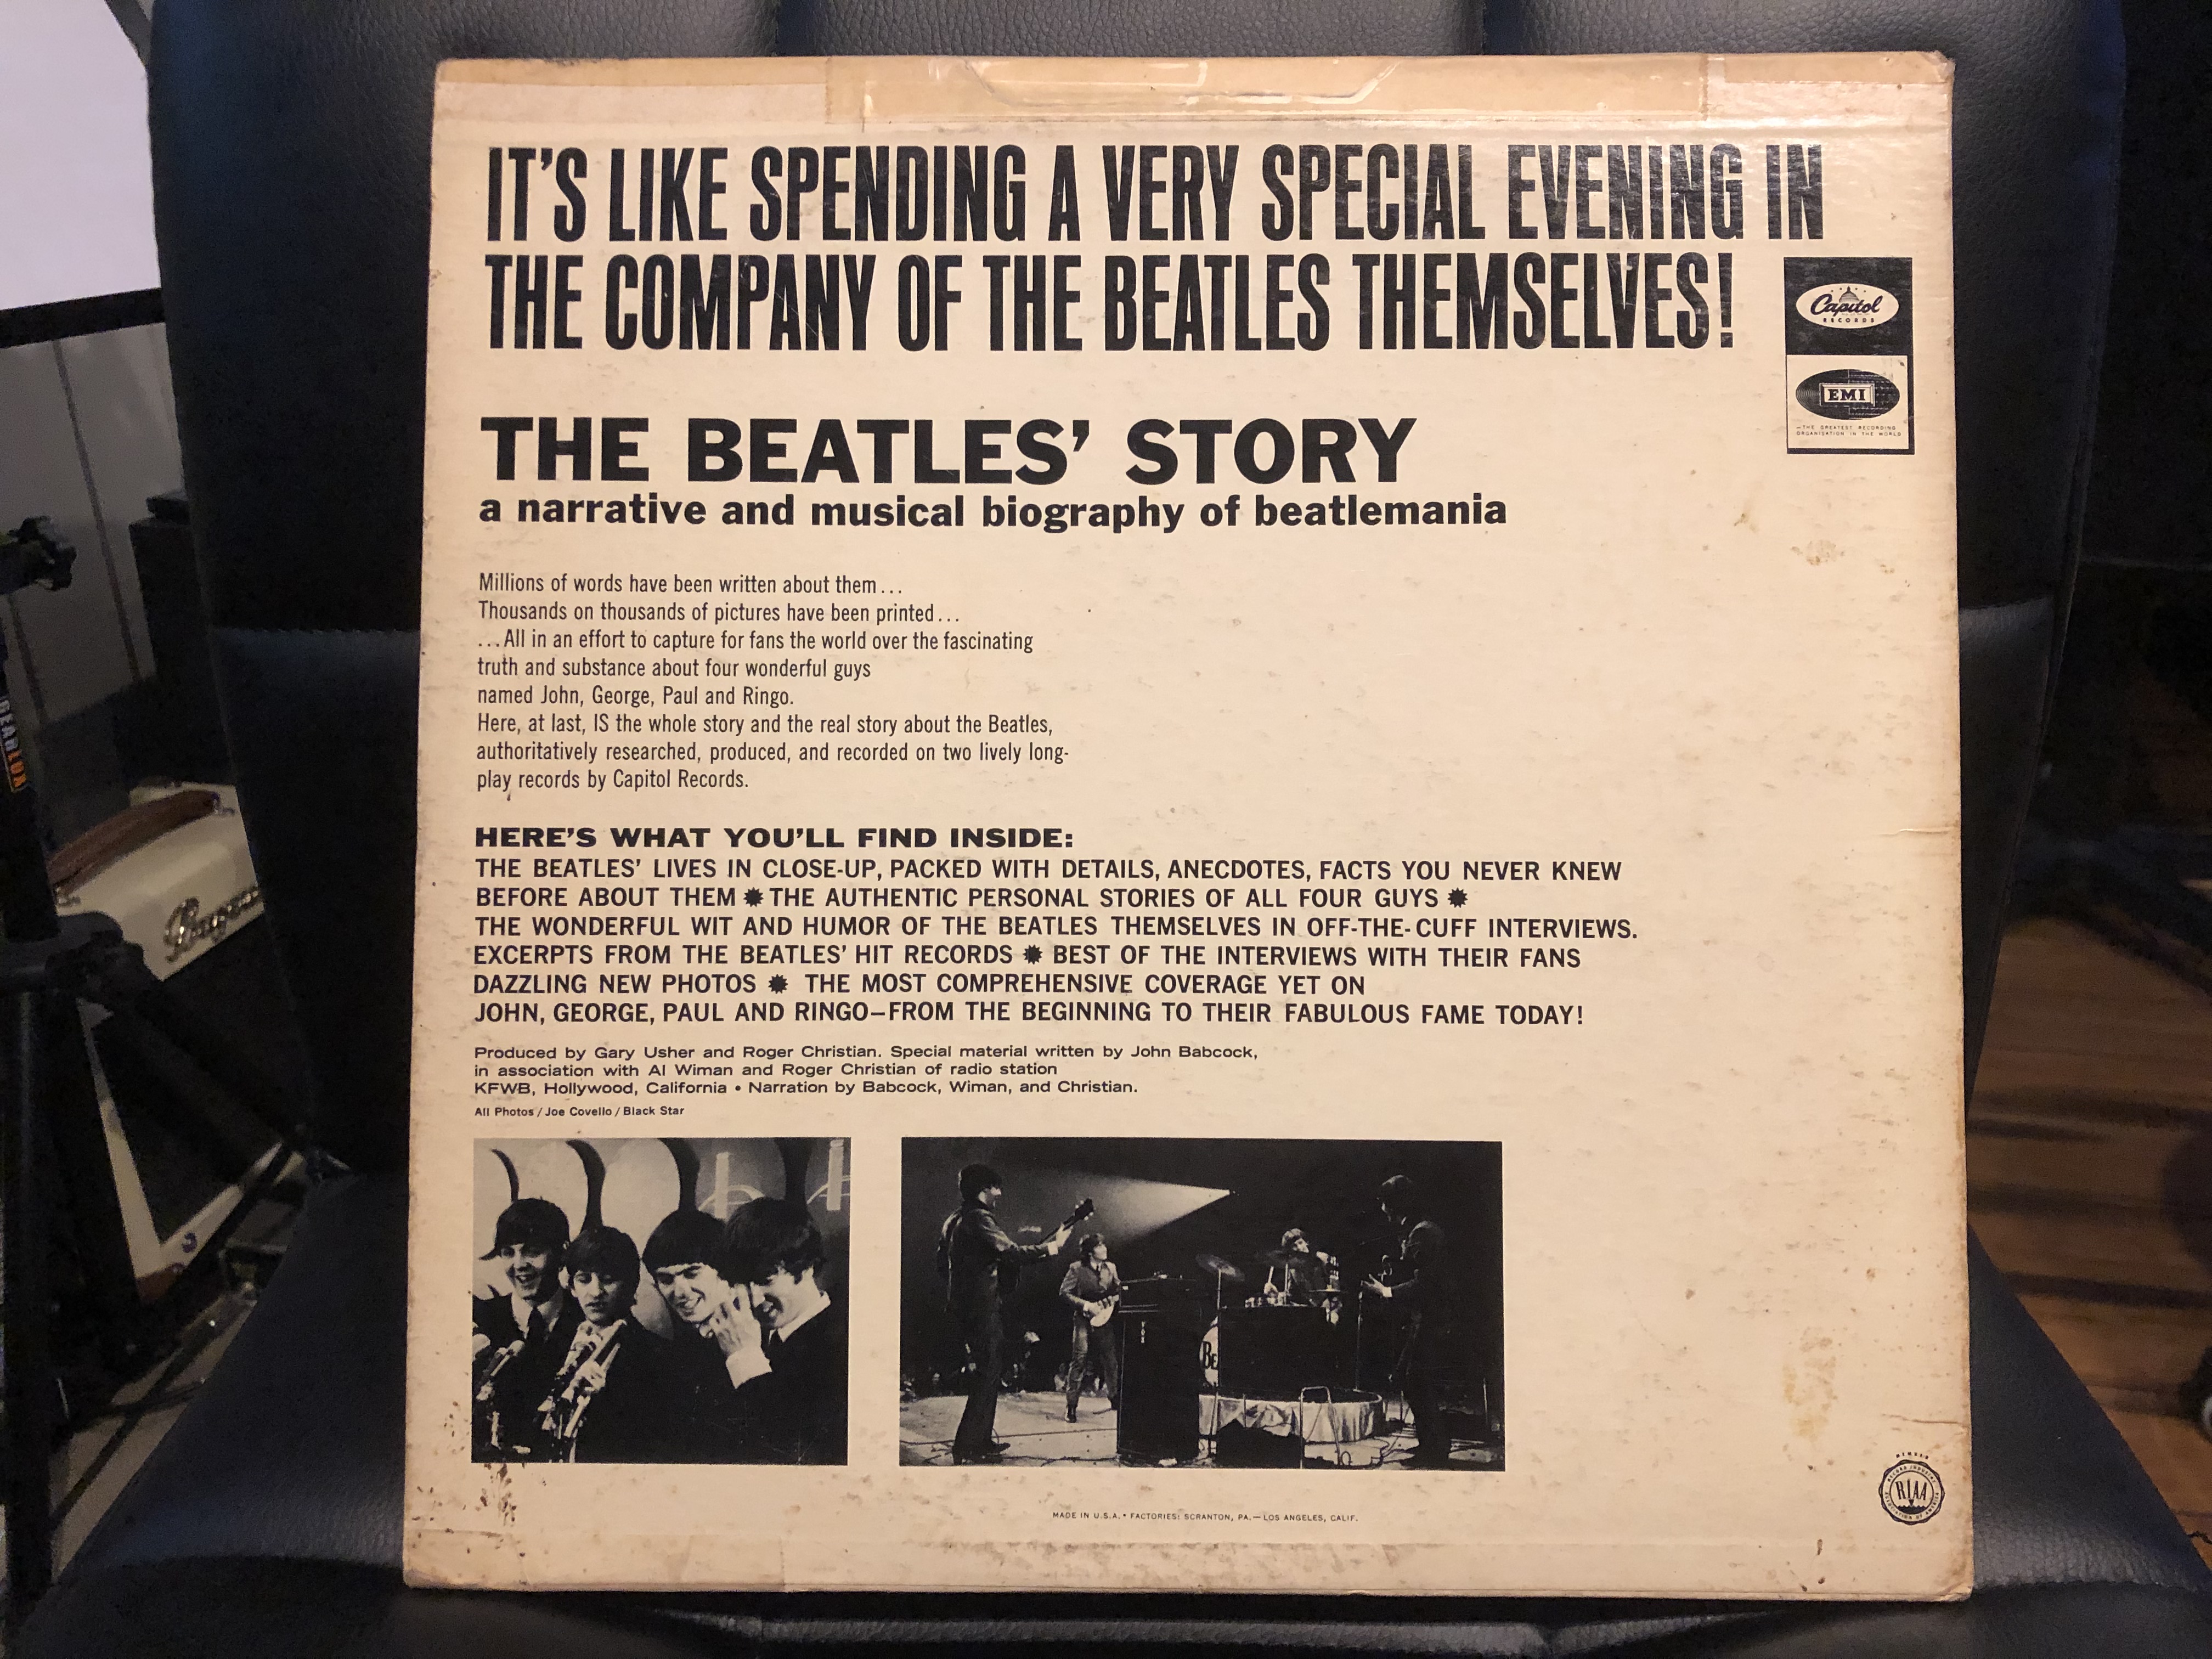 IT'S LIKE SPENDING A VERY SPECIAL EVENING IN
THE COMPANY OF THE BEATLES THEMSELVES!
Capitol
RECORDS
EMI
—THE GREATEST RECORDING
ORGANISATION IN THE WORLD
THE BEATLES' STORY
a narrative and musical biography of beatlemania
Millions of words have been written about them...
Thousands on thousands of pictures have been printed...
...All in an effort to capture for fans the world over the fascinating
truth and substance about four wonderful guys
named John, George, Paul and Ringo.
Here, at last, IS the whole story and the real story about the Beatles,
authoritatively researched, produced, and recorded on two lively long-
play records by Capitol Records.
HERE'S WHAT YOU'LL FIND INSIDE:
THE BEATLES' LIVES IN CLOSE-UP, PACKED WITH DETAILS, ANECDOTES, FACTS YOU NEVER KNEW
BEFORE ABOUT THEM ✹ THE AUTHENTIC PERSONAL STORIES OF ALL FOUR GUYS ✹
THE WONDERFUL WIT AND HUMOR OF THE BEATLES THEMSELVES IN OFF-THE-CUFF INTERVIEWS.
EXCERPTS FROM THE BEATLES' HIT RECORDS ✹ BEST OF THE INTERVIEWS WITH THEIR FANS
DAZZLING NEW PHOTOS ✹ THE MOST COMPREHENSIVE COVERAGE YET ON
JOHN, GEORGE, PAUL AND RINGO—FROM THE BEGINNING TO THEIR FABULOUS FAME TODAY!
Produced by Gary Usher and Roger Christian. Special material written by John Babcock,
in association with Al Wiman and Roger Christian of radio station
KFWB, Hollywood, California • Narration by Babcock, Wiman, and Christian.
All Photos / Joe Covello / Black Star
VOX
BE
RIAA
MADE IN U.S.A. • FACTORIES: SCRANTON, PA. — LOS ANGELES, CALIF.